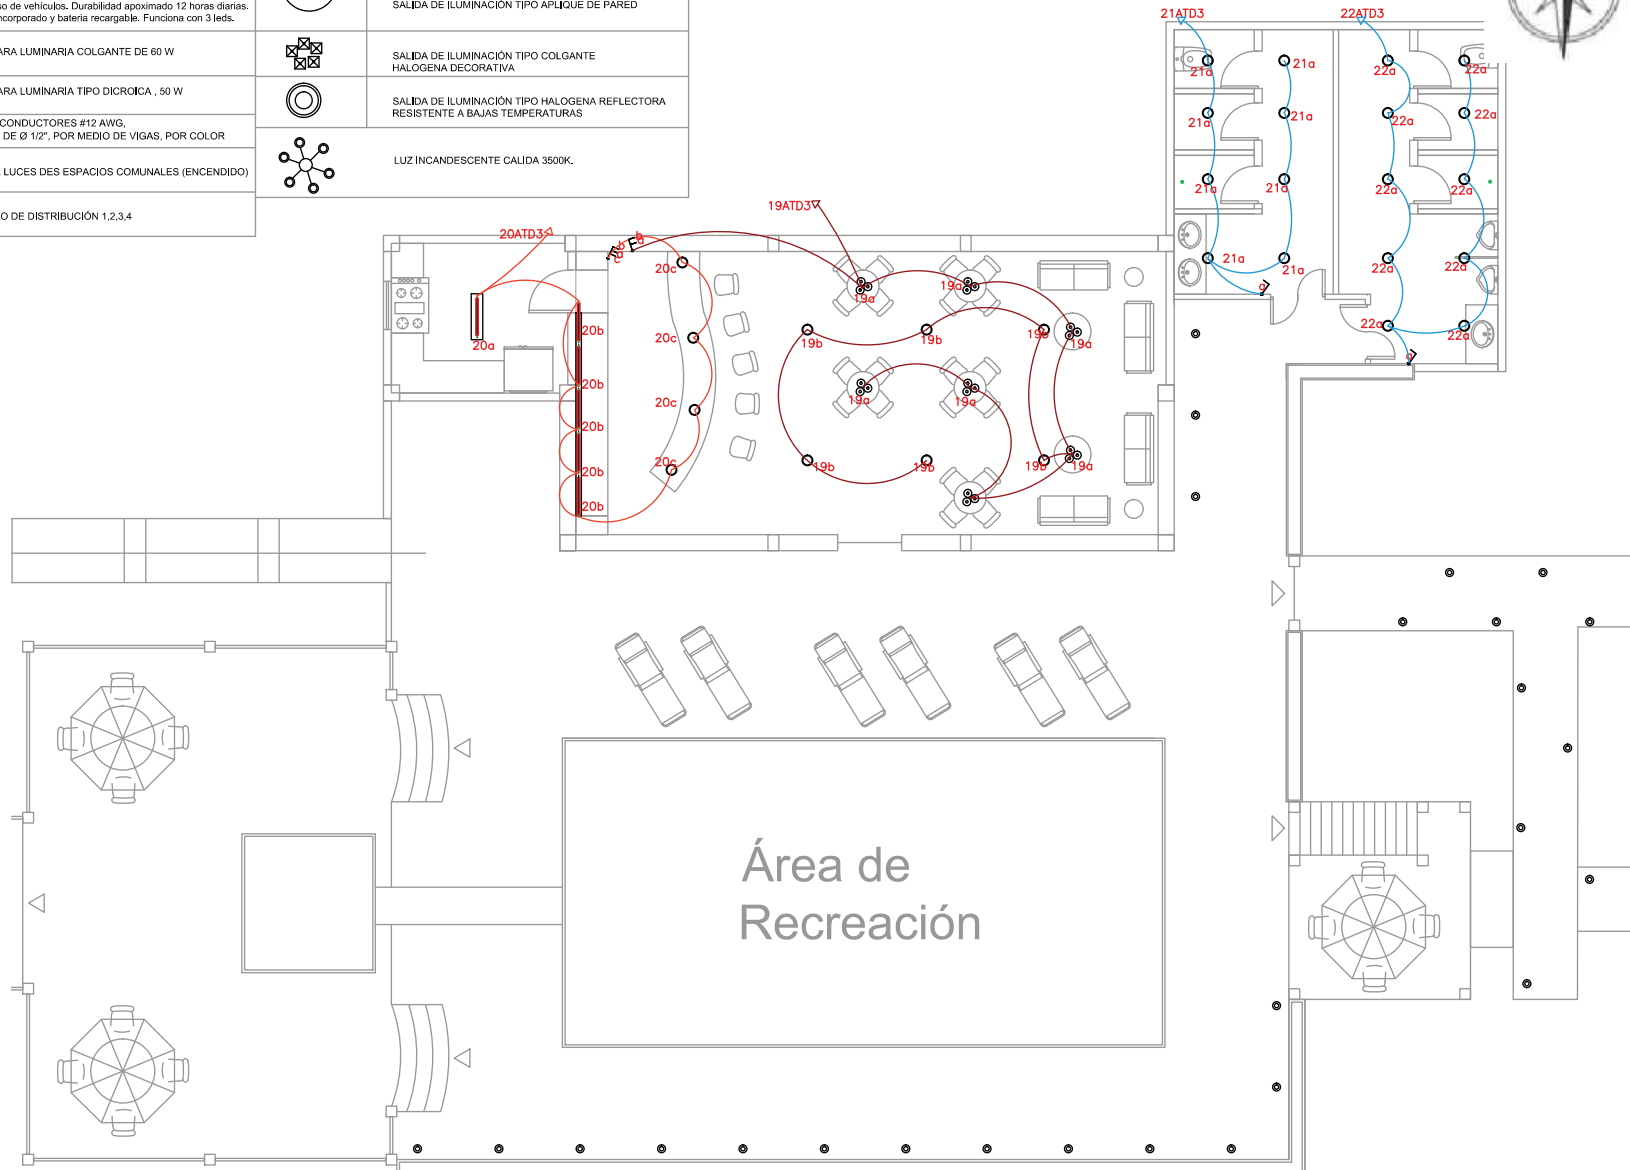 so de vehículos. Durabilidad apoximado 12 horas diarias.
ncorporado y bateria recargable. Funciona con 3 leds.
ARA LUMINARIA COLGANTE DE 60 W
ARA LUMINARIA TIPO DICROICA , 50 W
CONDUCTORES #12 AWG,
DE Ø 1/2", POR MEDIO DE VIGAS, POR COLOR
LUCES DES ESPACIOS COMUNALES (ENCENDIDO)
O DE DISTRIBUCIÓN 1,2,3,4
SALIDA DE ILUMINACIÓN TIPO APLIQUE DE PARED
SALIDA DE ILUMINACIÓN TIPO COLGANTE
HALOGENA DECORATIVA
SALIDA DE ILUMINACIÓN TIPO HALOGENA REFLECTORA
RESISTENTE A BAJAS TEMPERATURAS
LUZ INCANDESCENTE CALIDA 3500K.
21ATD3
22ATD3
21a
21a
22a
22a
21a
21a
22a
22a
21a
21a
22a
22a
21a
21a
22a
22a
22a
22a
a
a
19ATD3
20ATD3
b
b
a
c
a
20c
19a
19a
20a
20b
20c
19b
19b
19b
19a
20b
20c
19a
19a
20b
20c
19b
19b
19b
19a
20b
20b
Área de
Recreación